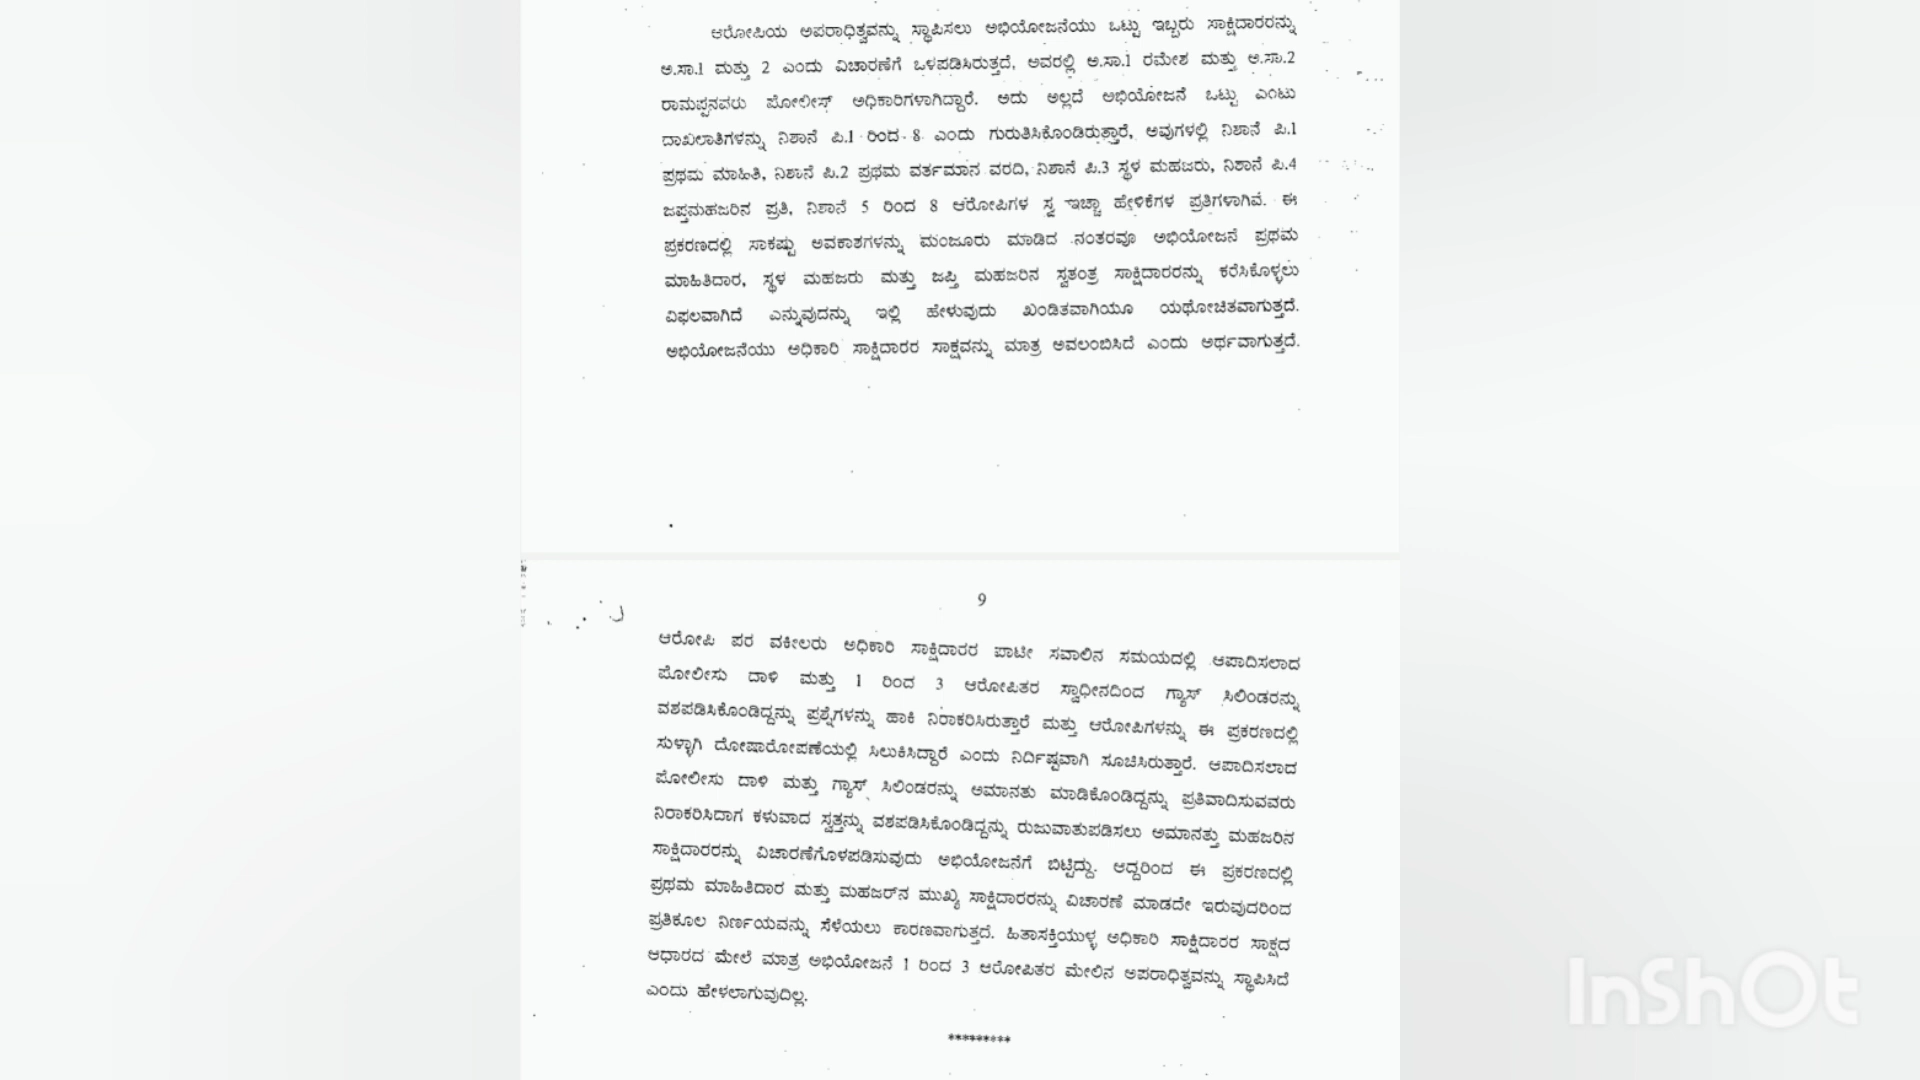 ಆರೋಪಿಯ ಅಪರಾಧಿತ್ವವನ್ನು ಸ್ಥಾಪಿಸಲು ಅಭಿಯೋಜನೆಯು ಒಟ್ಟು ಇಬ್ಬರು ಸಾಕ್ಷಿದಾರರನ್ನು
ಅ.ಸಾ.1 ಮತ್ತು 2 ಎಂದು ವಿಚಾರಣೆಗೆ ಒಳಪಡಿಸಿರುತ್ತದೆ, ಅವರಲ್ಲಿ ಅ.ಸಾ.1 ರಮೇಶ ಮತ್ತು ಅ.ಸಾ.2
ರಾಮಪ್ಪನವರು ಪೋಲೀಸ್ ಅಧಿಕಾರಿಗಳಾಗಿದ್ದಾರೆ. ಅದು ಅಲ್ಲದೆ ಅಭಿಯೋಜನೆ ಒಟ್ಟು ಎಂಟು
ದಾಖಲಾತಿಗಳನ್ನು ನಿಶಾನೆ ಪಿ.1 ರಿಂದ 8 ಎಂದು ಗುರುತಿಸಿಕೊಂಡಿರುತ್ತಾರೆ, ಅವುಗಳಲ್ಲಿ ನಿಶಾನೆ ಪಿ.1
ಪ್ರಥಮ ಮಾಹಿತಿ, ನಿಶಾನೆ ಪಿ.2 ಪ್ರಥಮ ವರ್ತಮಾನ ವರದಿ, ನಿಶಾನೆ ಪಿ.3 ಸ್ಥಳ ಮಹಜರು, ನಿಶಾನೆ ಪಿ.4
ಜಪ್ತಮಹಜರಿನ ಪ್ರತಿ, ನಿಶಾನೆ 5 ರಿಂದ 8 ಆರೋಪಿಗಳ ಸ್ವ ಇಚ್ಛಾ ಹೇಳಿಕೆಗಳ ಪ್ರತಿಗಳಾಗಿವೆ. ಈ
ಪ್ರಕರಣದಲ್ಲಿ ಸಾಕಷ್ಟು ಅವಕಾಶಗಳನ್ನು ಮಂಜೂರು ಮಾಡಿದ ನಂತರವೂ ಅಭಿಯೋಜನೆ ಪ್ರಥಮ
ಮಾಹಿತಿದಾರ, ಸ್ಥಳ ಮಹಜರು ಮತ್ತು ಜಪ್ತಿ ಮಹಜರಿನ ಸ್ವತಂತ್ರ ಸಾಕ್ಷಿದಾರರನ್ನು ಕರೆಸಿಕೊಳ್ಳಲು
ವಿಫಲವಾಗಿದೆ ಎನ್ನುವುದನ್ನು ಇಲ್ಲಿ ಹೇಳುವುದು ಖಂಡಿತವಾಗಿಯೂ ಯಥೋಚಿತವಾಗುತ್ತದೆ.
ಅಭಿಯೋಜನೆಯು ಅಧಿಕಾರಿ ಸಾಕ್ಷಿದಾರರ ಸಾಕ್ಷವನ್ನು ಮಾತ್ರ ಅವಲಂಬಿಸಿದೆ ಎಂದು ಅರ್ಥವಾಗುತ್ತದೆ.
9
ಆರೋಪಿ ಪರ ವಕೀಲರು ಅಧಿಕಾರಿ ಸಾಕ್ಷಿದಾರರ ಪಾಟೀ ಸವಾಲಿನ ಸಮಯದಲ್ಲಿ ಆಪಾದಿಸಲಾದ
ಪೋಲೀಸು ದಾಳಿ ಮತ್ತು 1 ರಿಂದ 3 ಆರೋಪಿತರ ಸ್ವಾಧೀನದಿಂದ ಗ್ಯಾಸ್ ಸಿಲಿಂಡರನ್ನು
ವಶಪಡಿಸಿಕೊಂಡಿದ್ದನ್ನು ಪ್ರಶ್ನೆಗಳನ್ನು ಹಾಕಿ ನಿರಾಕರಿಸಿರುತ್ತಾರೆ ಮತ್ತು ಆರೋಪಿಗಳನ್ನು ಈ ಪ್ರಕರಣದಲ್ಲಿ
ಸುಳ್ಳಾಗಿ ದೋಷಾರೋಪಣೆಯಲ್ಲಿ ಸಿಲುಕಿಸಿದ್ದಾರೆ ಎಂದು ನಿರ್ದಿಷ್ಟವಾಗಿ ಸೂಚಿಸಿರುತ್ತಾರೆ. ಆಪಾದಿಸಲಾದ
ಪೋಲೀಸು ದಾಳಿ ಮತ್ತು ಗ್ಯಾಸ್ ಸಿಲಿಂಡರನ್ನು ಅಮಾನತು ಮಾಡಿಕೊಂಡಿದ್ದನ್ನು ಪ್ರತಿವಾದಿಸುವವರು
ನಿರಾಕರಿಸಿದಾಗ ಕಳುವಾದ ಸ್ವತ್ತನ್ನು ವಶಪಡಿಸಿಕೊಂಡಿದ್ದನ್ನು ರುಜುವಾತುಪಡಿಸಲು ಅಮಾನತ್ತು ಮಹಜರಿನ
ಸಾಕ್ಷಿದಾರರನ್ನು ವಿಚಾರಣೆಗೊಳಪಡಿಸುವುದು ಅಭಿಯೋಜನೆಗೆ ಬಿಟ್ಟಿದ್ದು. ಆದ್ದರಿಂದ ಈ ಪ್ರಕರಣದಲ್ಲಿ
ಪ್ರಥಮ ಮಾಹಿತಿದಾರ ಮತ್ತು ಮಹಜರ್‌ನ ಮುಖ್ಯ ಸಾಕ್ಷಿದಾರರನ್ನು ವಿಚಾರಣೆ ಮಾಡದೇ ಇರುವುದರಿಂದ
ಪ್ರತಿಕೂಲ ನಿರ್ಣಯವನ್ನು ಸೆಳೆಯಲು ಕಾರಣವಾಗುತ್ತದೆ. ಹಿತಾಸಕ್ತಿಯುಳ್ಳ ಅಧಿಕಾರಿ ಸಾಕ್ಷಿದಾರರ ಸಾಕ್ಷದ
ಆಧಾರದ ಮೇಲೆ ಮಾತ್ರ ಅಭಿಯೋಜನೆ 1 ರಿಂದ 3 ಆರೋಪಿತರ ಮೇಲಿನ ಅಪರಾಧಿತ್ವವನ್ನು ಸ್ಥಾಪಿಸಿದೆ
ಎಂದು ಹೇಳಲಾಗುವುದಿಲ್ಲ.
*********
InShOt